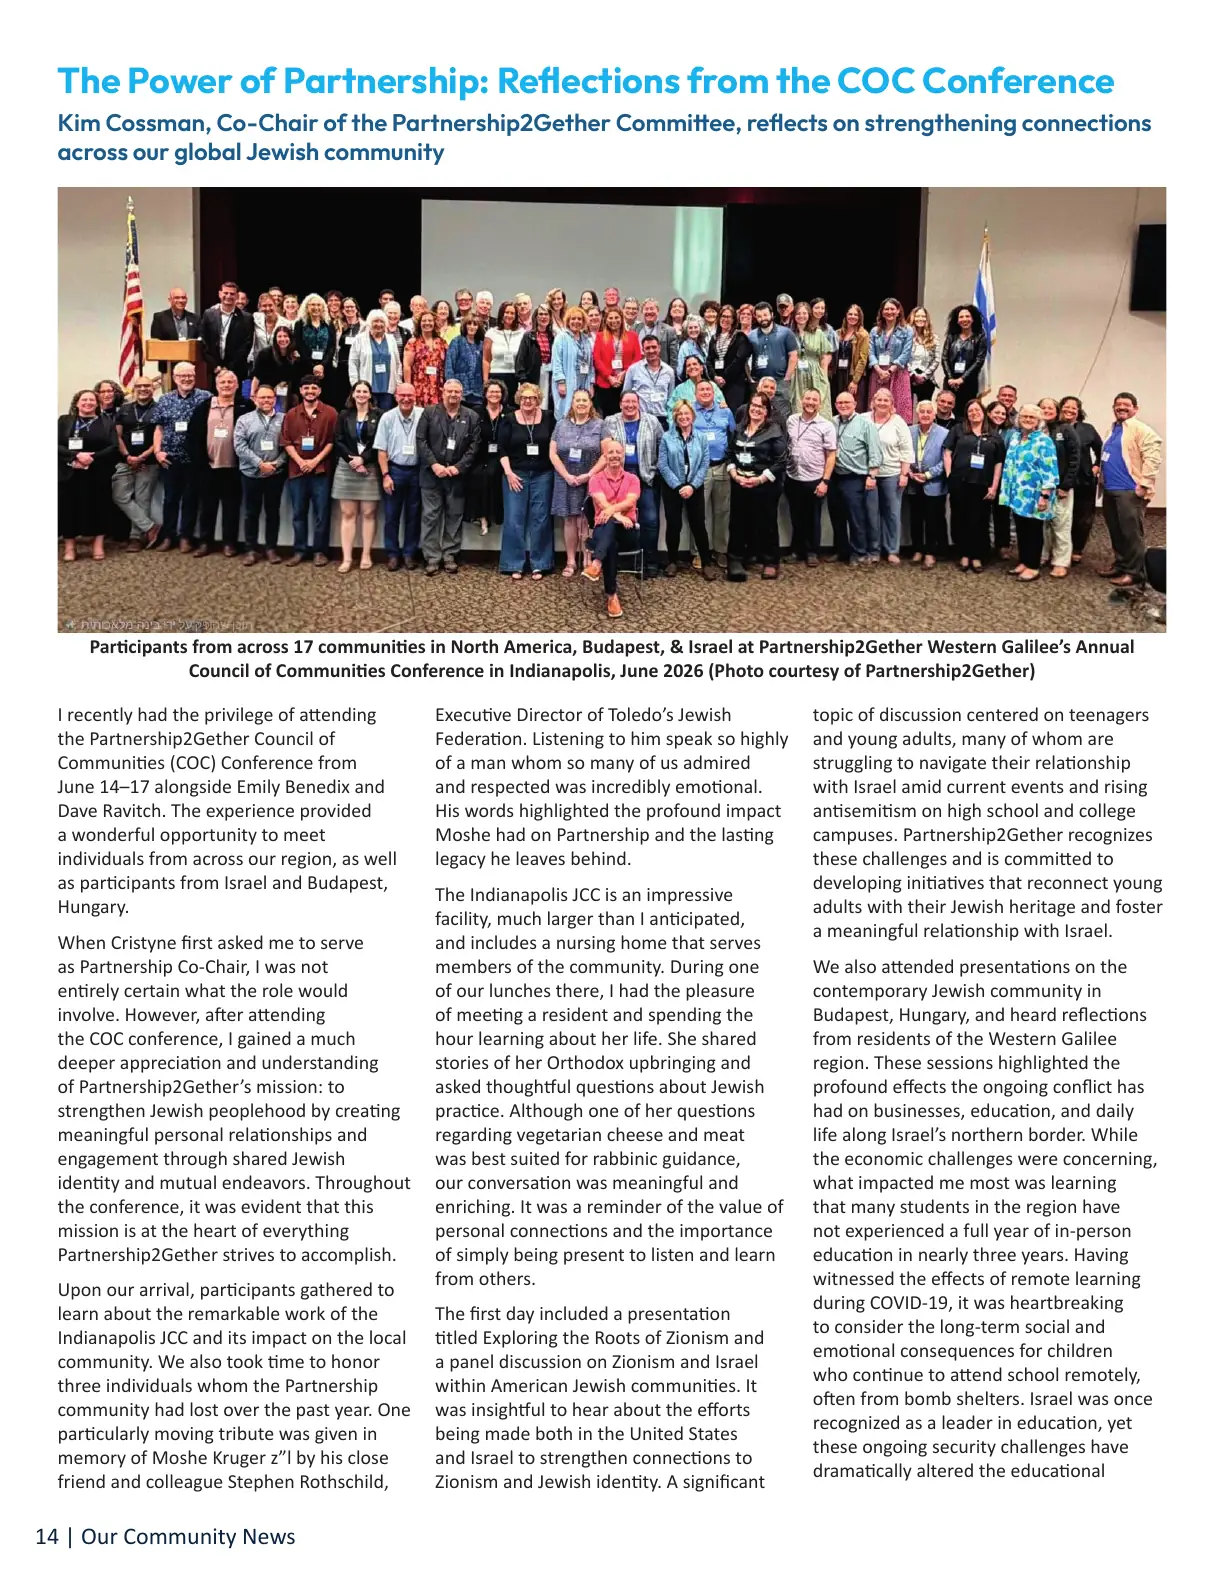 The Power of Partnership: Reflections from the COC Conference
Kim Cossman, Co-Chair of the Partnership2Gether Committee, reflects on strengthening connections
across our global Jewish community
תוכן שהופק על ידי בינה מלאכותית
Participants from across 17 communities in North America, Budapest, & Israel at Partnership2Gether Western Galilee’s Annual
Council of Communities Conference in Indianapolis, June 2026 (Photo courtesy of Partnership2Gether)
I recently had the privilege of attending
the Partnership2Gether Council of
Communities (COC) Conference from
June 14–17 alongside Emily Benedix and
Dave Ravitch. The experience provided
a wonderful opportunity to meet
individuals from across our region, as well
as participants from Israel and Budapest,
Hungary.
When Cristyne first asked me to serve
as Partnership Co-Chair, I was not
entirely certain what the role would
involve. However, after attending
the COC conference, I gained a much
deeper appreciation and understanding
of Partnership2Gether’s mission: to
strengthen Jewish peoplehood by creating
meaningful personal relationships and
engagement through shared Jewish
identity and mutual endeavors. Throughout
the conference, it was evident that this
mission is at the heart of everything
Partnership2Gether strives to accomplish.
Upon our arrival, participants gathered to
learn about the remarkable work of the
Indianapolis JCC and its impact on the local
community. We also took time to honor
three individuals whom the Partnership
community had lost over the past year. One
particularly moving tribute was given in
memory of Moshe Kruger z”l by his close
friend and colleague Stephen Rothschild,
Executive Director of Toledo’s Jewish
Federation. Listening to him speak so highly
of a man whom so many of us admired
and respected was incredibly emotional.
His words highlighted the profound impact
Moshe had on Partnership and the lasting
legacy he leaves behind.
The Indianapolis JCC is an impressive
facility, much larger than I anticipated,
and includes a nursing home that serves
members of the community. During one
of our lunches there, I had the pleasure
of meeting a resident and spending the
hour learning about her life. She shared
stories of her Orthodox upbringing and
asked thoughtful questions about Jewish
practice. Although one of her questions
regarding vegetarian cheese and meat
was best suited for rabbinic guidance,
our conversation was meaningful and
enriching. It was a reminder of the value of
personal connections and the importance
of simply being present to listen and learn
from others.
The first day included a presentation
titled Exploring the Roots of Zionism and
a panel discussion on Zionism and Israel
within American Jewish communities. It
was insightful to hear about the efforts
being made both in the United States
and Israel to strengthen connections to
Zionism and Jewish identity. A significant
topic of discussion centered on teenagers
and young adults, many of whom are
struggling to navigate their relationship
with Israel amid current events and rising
antisemitism on high school and college
campuses. Partnership2Gether recognizes
these challenges and is committed to
developing initiatives that reconnect young
adults with their Jewish heritage and foster
a meaningful relationship with Israel.
We also attended presentations on the
contemporary Jewish community in
Budapest, Hungary, and heard reflections
from residents of the Western Galilee
region. These sessions highlighted the
profound effects the ongoing conflict has
had on businesses, education, and daily
life along Israel’s northern border. While
the economic challenges were concerning,
what impacted me most was learning
that many students in the region have
not experienced a full year of in-person
education in nearly three years. Having
witnessed the effects of remote learning
during COVID-19, it was heartbreaking
to consider the long-term social and
emotional consequences for children
who continue to attend school remotely,
often from bomb shelters. Israel was once
recognized as a leader in education, yet
these ongoing security challenges have
dramatically altered the educational
14 | Our Community News